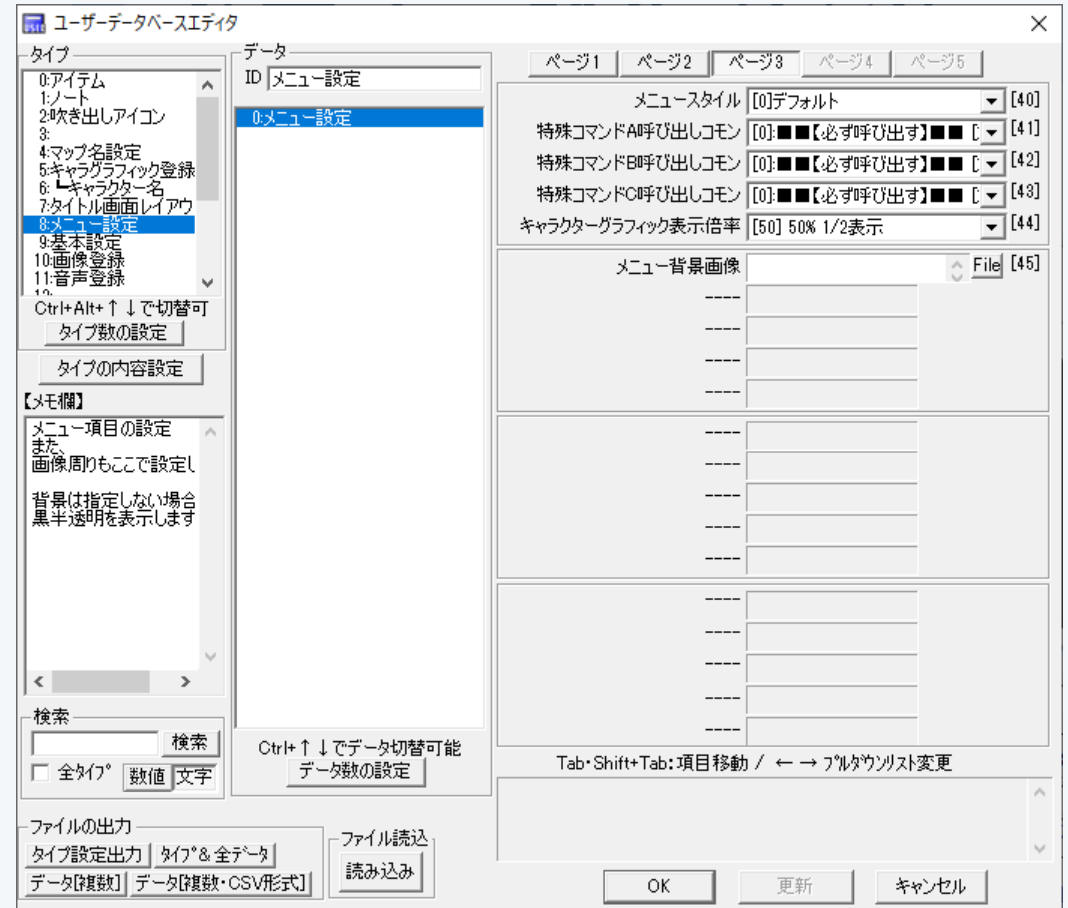 ユーザーデータベースエディタ
タイプ
0:アイテム
1:ノート
2:吹き出しアイコン
3:
4:マップ名設定
5:キャラグラフィック登録
6:┗キャラクター名
7:タイトル画面レイアウ
8:メニュー設定
9:基本設定
10:画像登録
11:音声登録
Ctrl+Alt+↑↓で切替可
タイプ数の設定
タイプの内容設定
【メモ欄】
メニュー項目の設定
また、
画像周りもここで設定し
背景は指定しない場合
黒半透明を表示します
検索
検索
全タイプ 数値 文字
データ
ID メニュー設定
0:メニュー設定
Ctrl+↑↓でデータ切替可能
データ数の設定
ページ1 ページ2 ページ3 ページ4 ページ5
メニュースタイル [0]デフォルト [40]
特殊コマンドA呼び出しコモン [0]:■■【必ず呼び出す】■■ [ [41]
特殊コマンドB呼び出しコモン [0]:■■【必ず呼び出す】■■ [ [42]
特殊コマンドC呼び出しコモン [0]:■■【必ず呼び出す】■■ [ [43]
キャラクターグラフィック表示倍率 [50] 50% 1/2表示 [44]
メニュー背景画像 File [45]
----
----
----
----
----
----
----
----
----
----
----
----
----
----
Tab・Shift+Tab:項目移動 / ←→ プルダウンリスト変更
ファイルの出力
タイプ設定出力 タイプ&全データ
データ[複数] データ[複数・CSV形式]
ファイル読込
読み込み
OK 更新 キャンセル